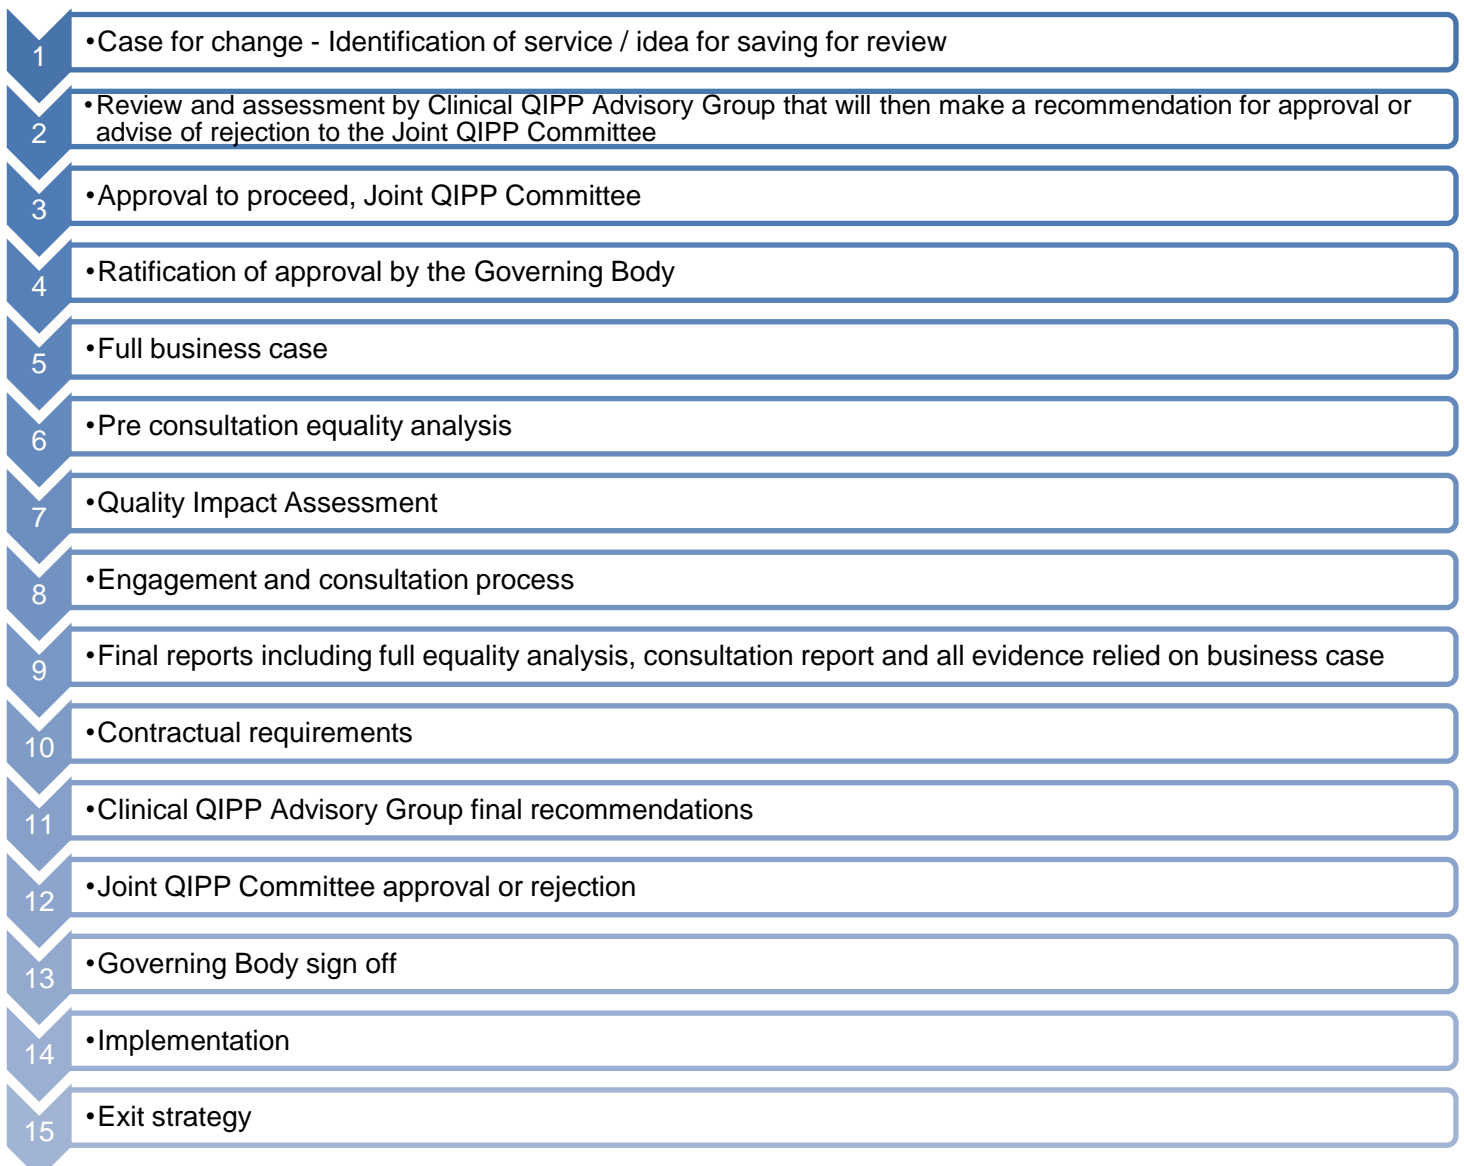 1
•Case for change - Identification of service / idea for saving for review
2
•Review and assessment by Clinical QIPP Advisory Group that will then make a recommendation for approval or
advise of rejection to the Joint QIPP Committee
3
•Approval to proceed, Joint QIPP Committee
4
•Ratification of approval by the Governing Body
5
•Full business case
6
•Pre consultation equality analysis
7
•Quality Impact Assessment
8
•Engagement and consultation process
9
•Final reports including full equality analysis, consultation report and all evidence relied on business case
10
•Contractual requirements
11
•Clinical QIPP Advisory Group final recommendations
12
•Joint QIPP Committee approval or rejection
13
•Governing Body sign off
14
•Implementation
15
•Exit strategy